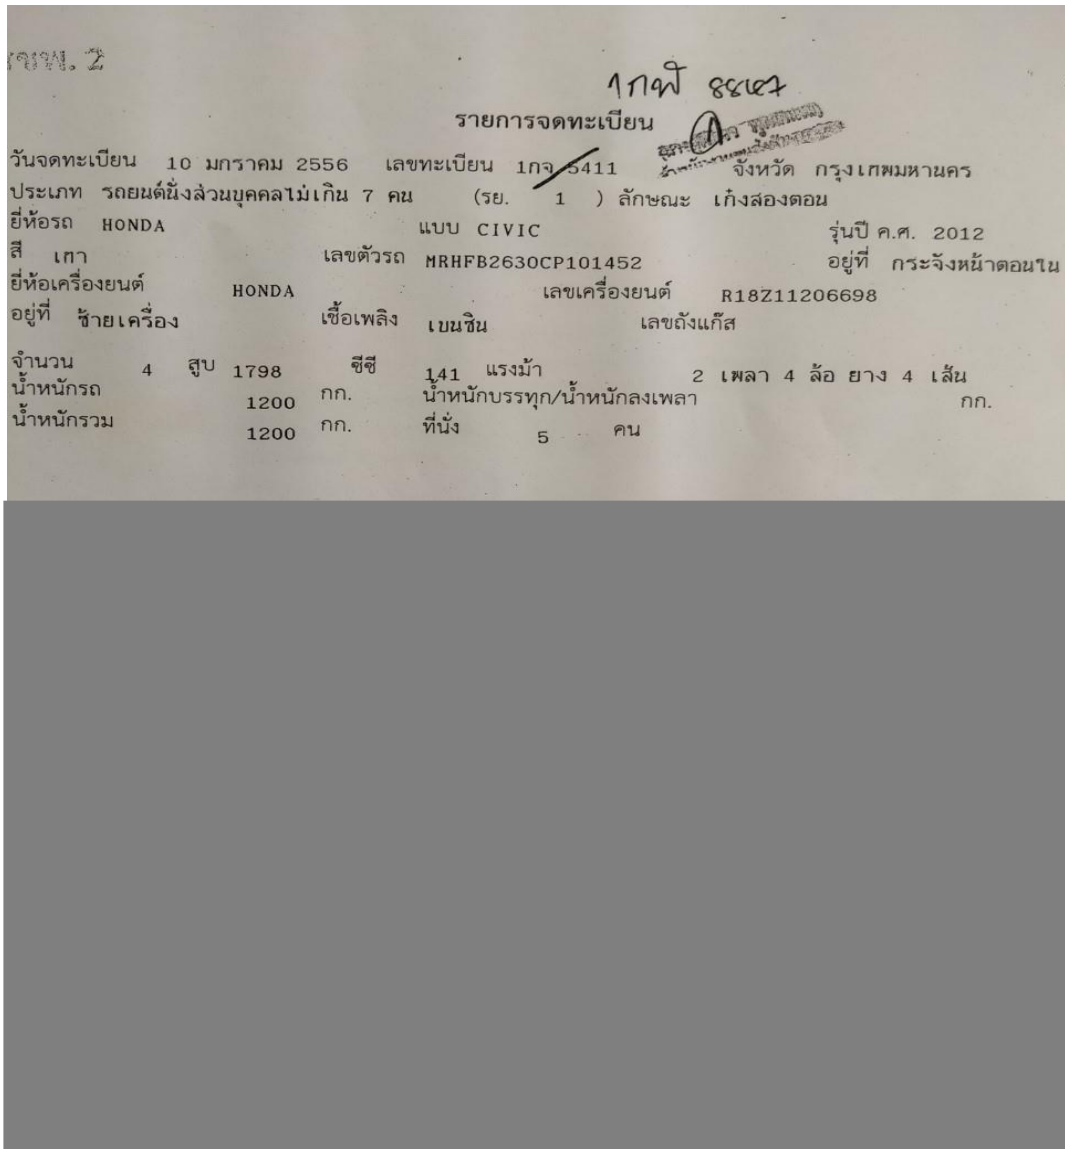 ขพ. 2
1กฬ
รายการจดทะเบียน
วันจดทะเบียน 10 มกราคม 2556 เลขทะเบียน 1กจ 5411 จังหวัด กรุงเทพมหานคร
ประเภท รถยนต์นั่งส่วนบุคคลไม่เกิน 7 คน (รย. 1 ) ลักษณะ เก๋งสองตอน
ยี่ห้อรถ HONDA แบบ CIVIC รุ่นปี ค.ศ. 2012
สี เทา เลขตัวรถ MRHFB2630CP101452 อยู่ที่ กระจังหน้าตอนใน
ยี่ห้อเครื่องยนต์ HONDA เลขเครื่องยนต์ R18Z11206698
อยู่ที่ ซ้ายเครื่อง เชื้อเพลิง เบนซิน เลขถังแก๊ส
จำนวน 4 สูบ 1798 ซีซี 141 แรงม้า 2 เพลา 4 ล้อ ยาง 4 เส้น
น้ำหนักรถ 1200 กก. น้ำหนักบรรทุก/น้ำหนักลงเพลา กก.
น้ำหนักรวม 1200 กก. ที่นั่ง 5 คน